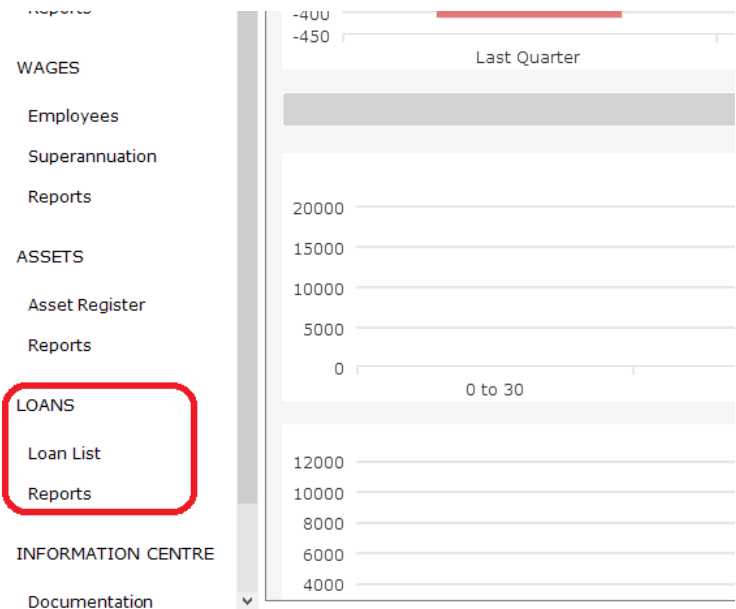 Reports
WAGES
Employees
Superannuation
Reports
ASSETS
Asset Register
Reports
LOANS
Loan List
Reports
INFORMATION CENTRE
Documentation
-400
-450
Last Quarter
20000
15000
10000
5000
0
0 to 30
12000
10000
8000
6000
4000